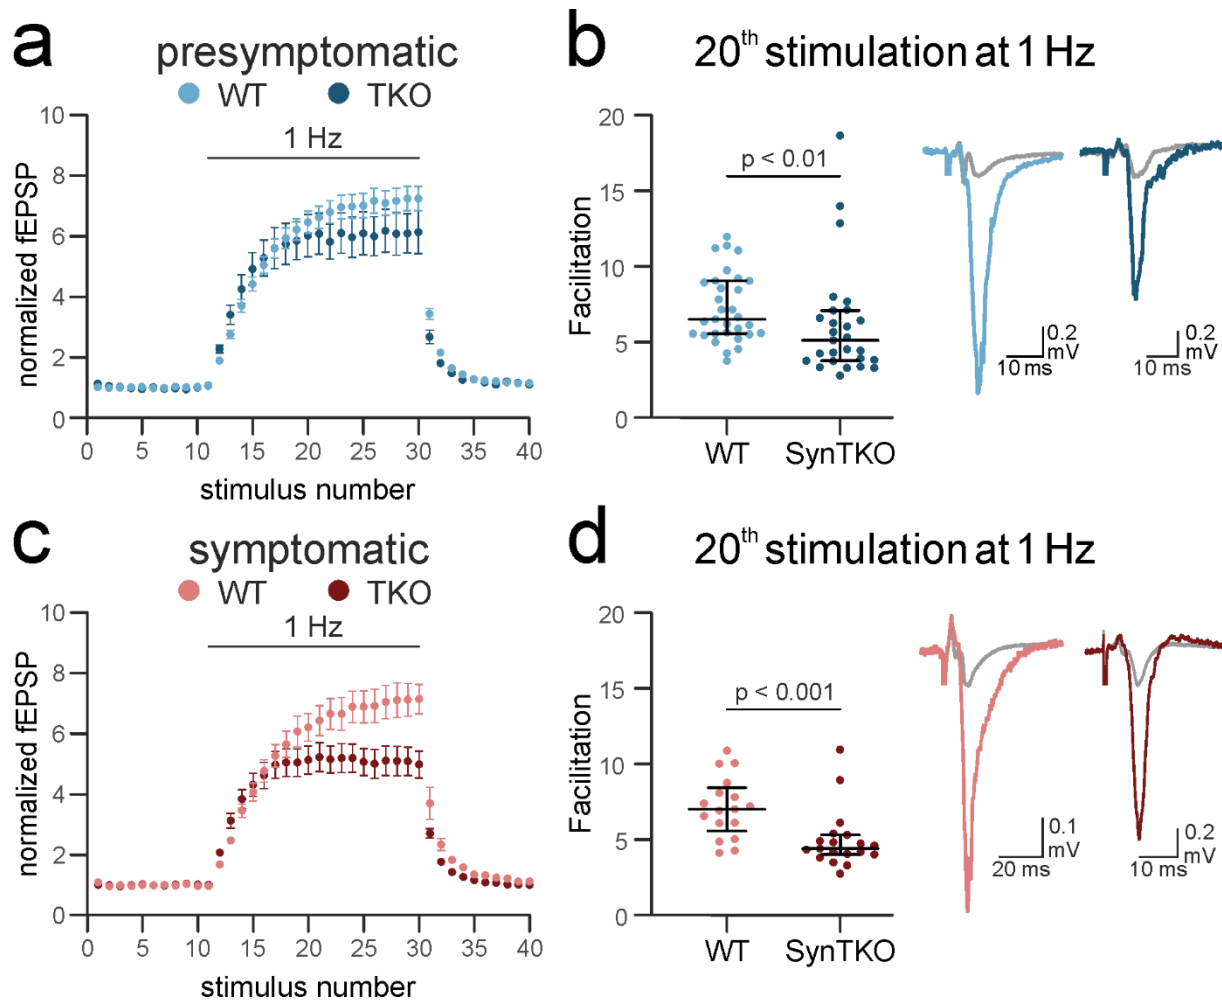 a
presymptomatic
WT TKO
normalized fEPSP
10
8
6
4
2
0
1 Hz
0 5 10 15 20 25 30 35 40
stimulus number
b
20th stimulation at 1 Hz
Facilitation
20
15
10
5
0
p < 0.01
WT SynTKO
0.2
mV
10 ms
0.2
mV
10 ms
c
symptomatic
WT TKO
normalized fEPSP
10
8
6
4
2
0
1 Hz
0 5 10 15 20 25 30 35 40
stimulus number
d
20th stimulation at 1 Hz
Facilitation
20
15
10
5
0
p < 0.001
WT SynTKO
0.1
mV
20 ms
0.2
mV
10 ms